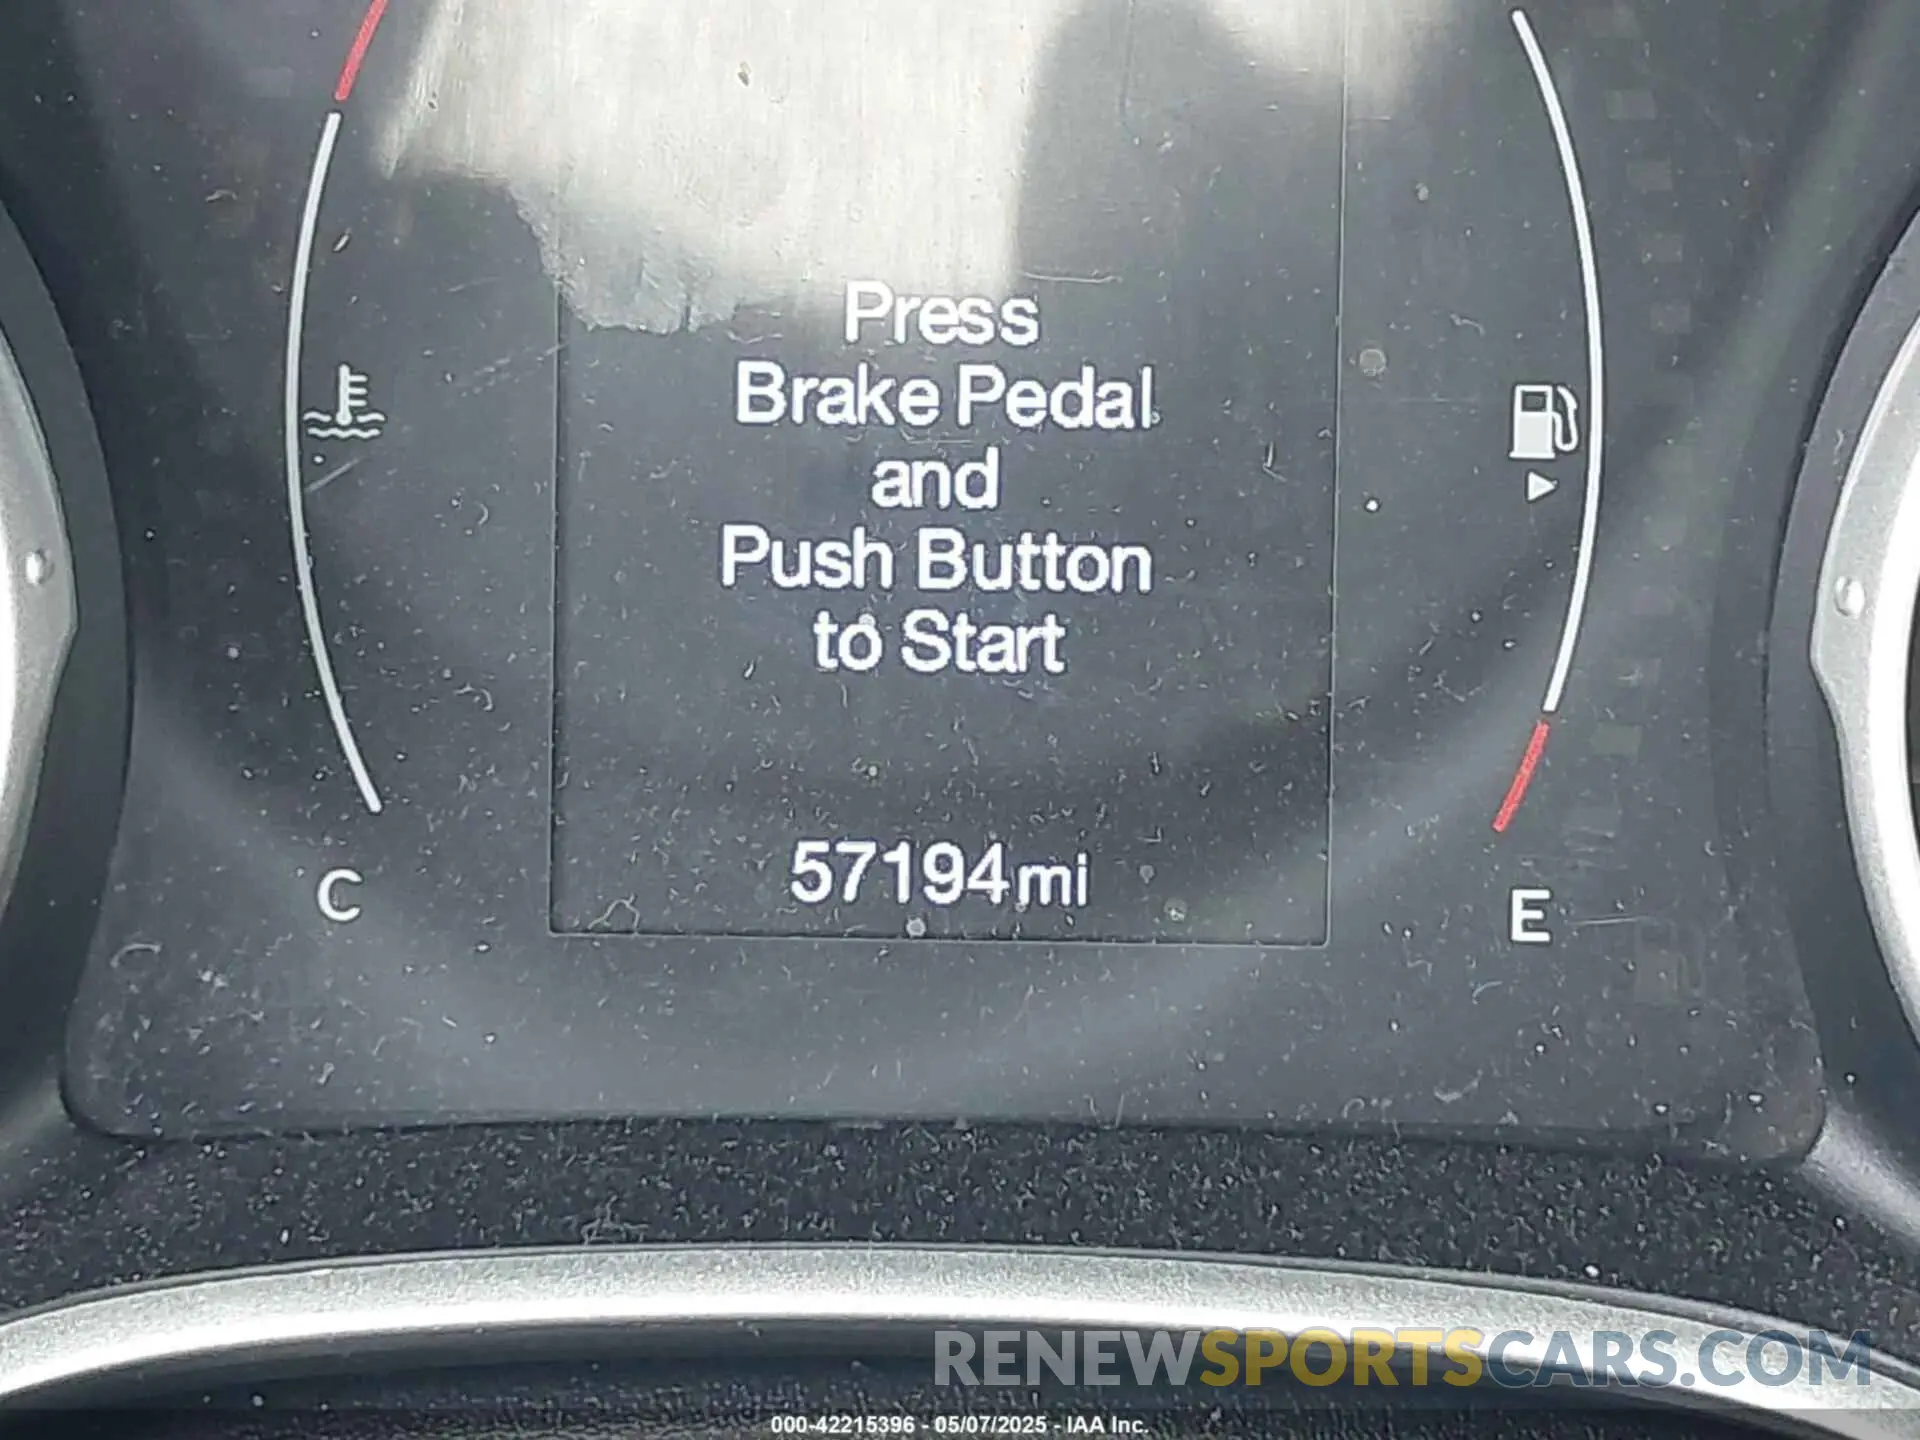 Press
Brake Pedal
and
Push Button
to Start
57194mi
C
E
RENEWSPORTSCARS.COM
000-42215396 - 05/07/2025 - IAA Inc.